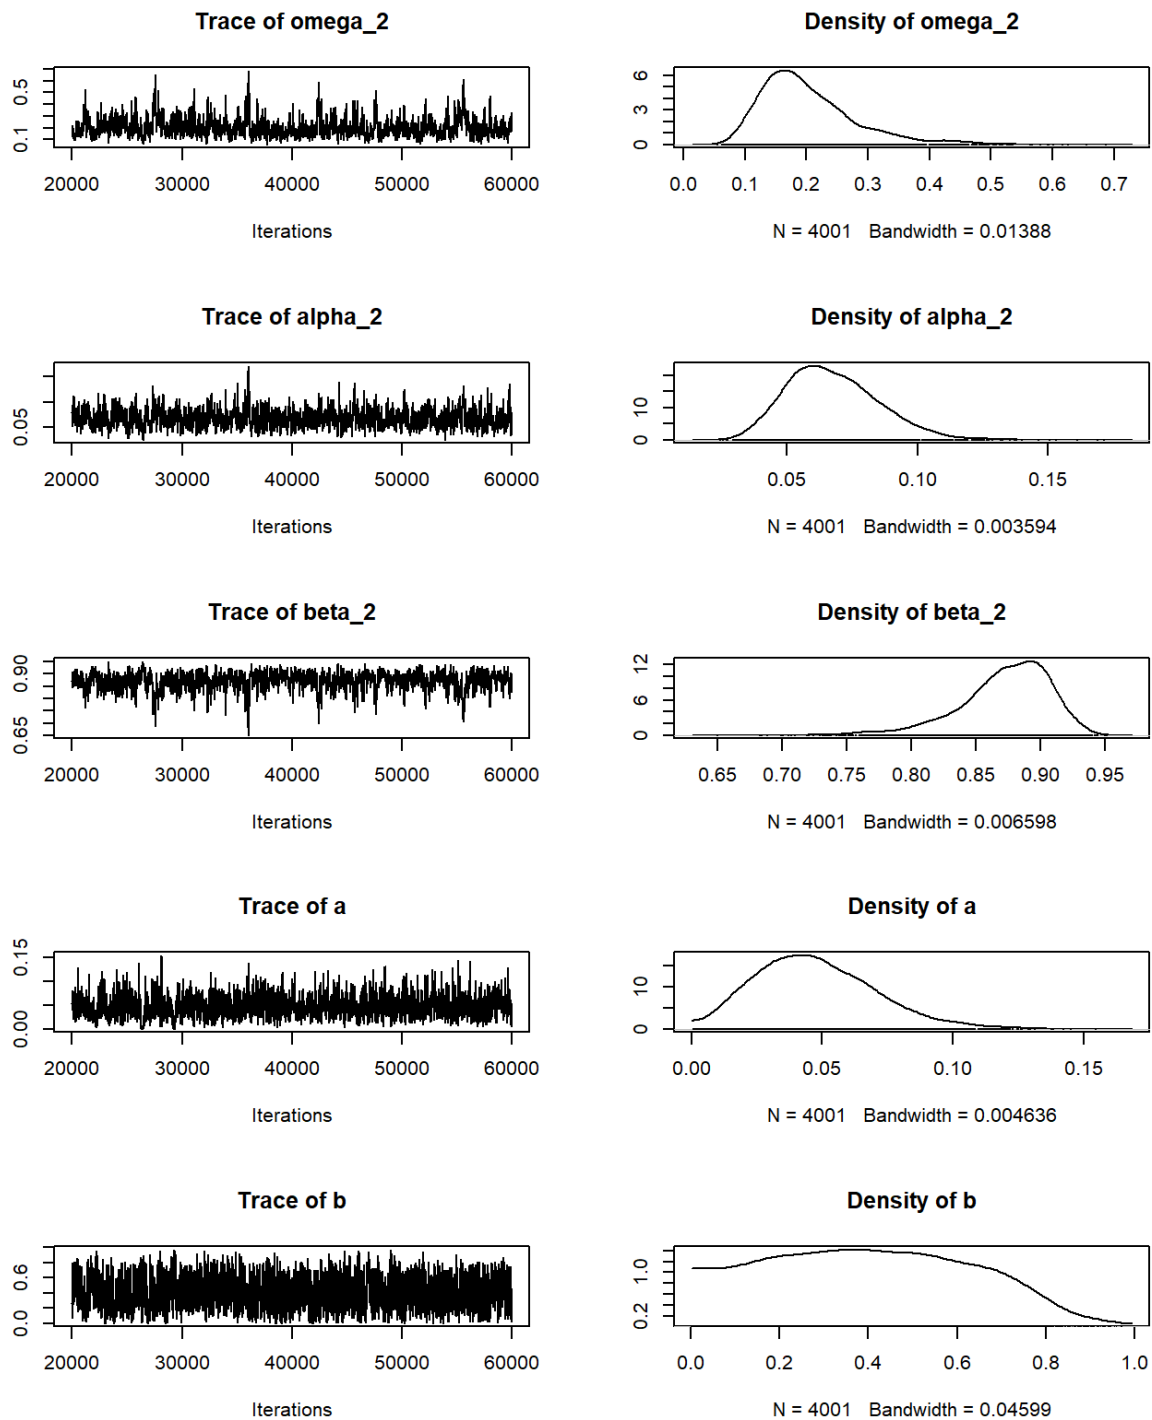 Trace of omega_2
0.5
0.1
20000 30000 40000 50000 60000
Iterations
Density of omega_2
6
3
0
0.0 0.1 0.2 0.3 0.4 0.5 0.6 0.7
N = 4001 Bandwidth = 0.01388
Trace of alpha_2
0.05
20000 30000 40000 50000 60000
Iterations
Density of alpha_2
10
0
0.05 0.10 0.15
N = 4001 Bandwidth = 0.003594
Trace of beta_2
0.90
0.65
20000 30000 40000 50000 60000
Iterations
Density of beta_2
12
6
0
0.65 0.70 0.75 0.80 0.85 0.90 0.95
N = 4001 Bandwidth = 0.006598
Trace of a
0.15
0.00
20000 30000 40000 50000 60000
Iterations
Density of a
10
0
0.00 0.05 0.10 0.15
N = 4001 Bandwidth = 0.004636
Trace of b
0.6
0.0
20000 30000 40000 50000 60000
Iterations
Density of b
1.0
0.2
0.0 0.2 0.4 0.6 0.8 1.0
N = 4001 Bandwidth = 0.04599